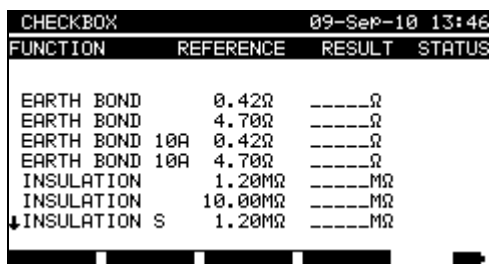 CHECKBOX 09-Sep-10 13:46
FUNCTION REFERENCE RESULT STATUS
EARTH BOND 0.42Ω _____Ω
EARTH BOND 4.70Ω _____Ω
EARTH BOND 10A 0.42Ω _____Ω
EARTH BOND 10A 4.70Ω _____Ω
INSULATION 1.20MΩ _____MΩ
INSULATION 10.00MΩ _____MΩ
↓INSULATION S 1.20MΩ _____MΩ